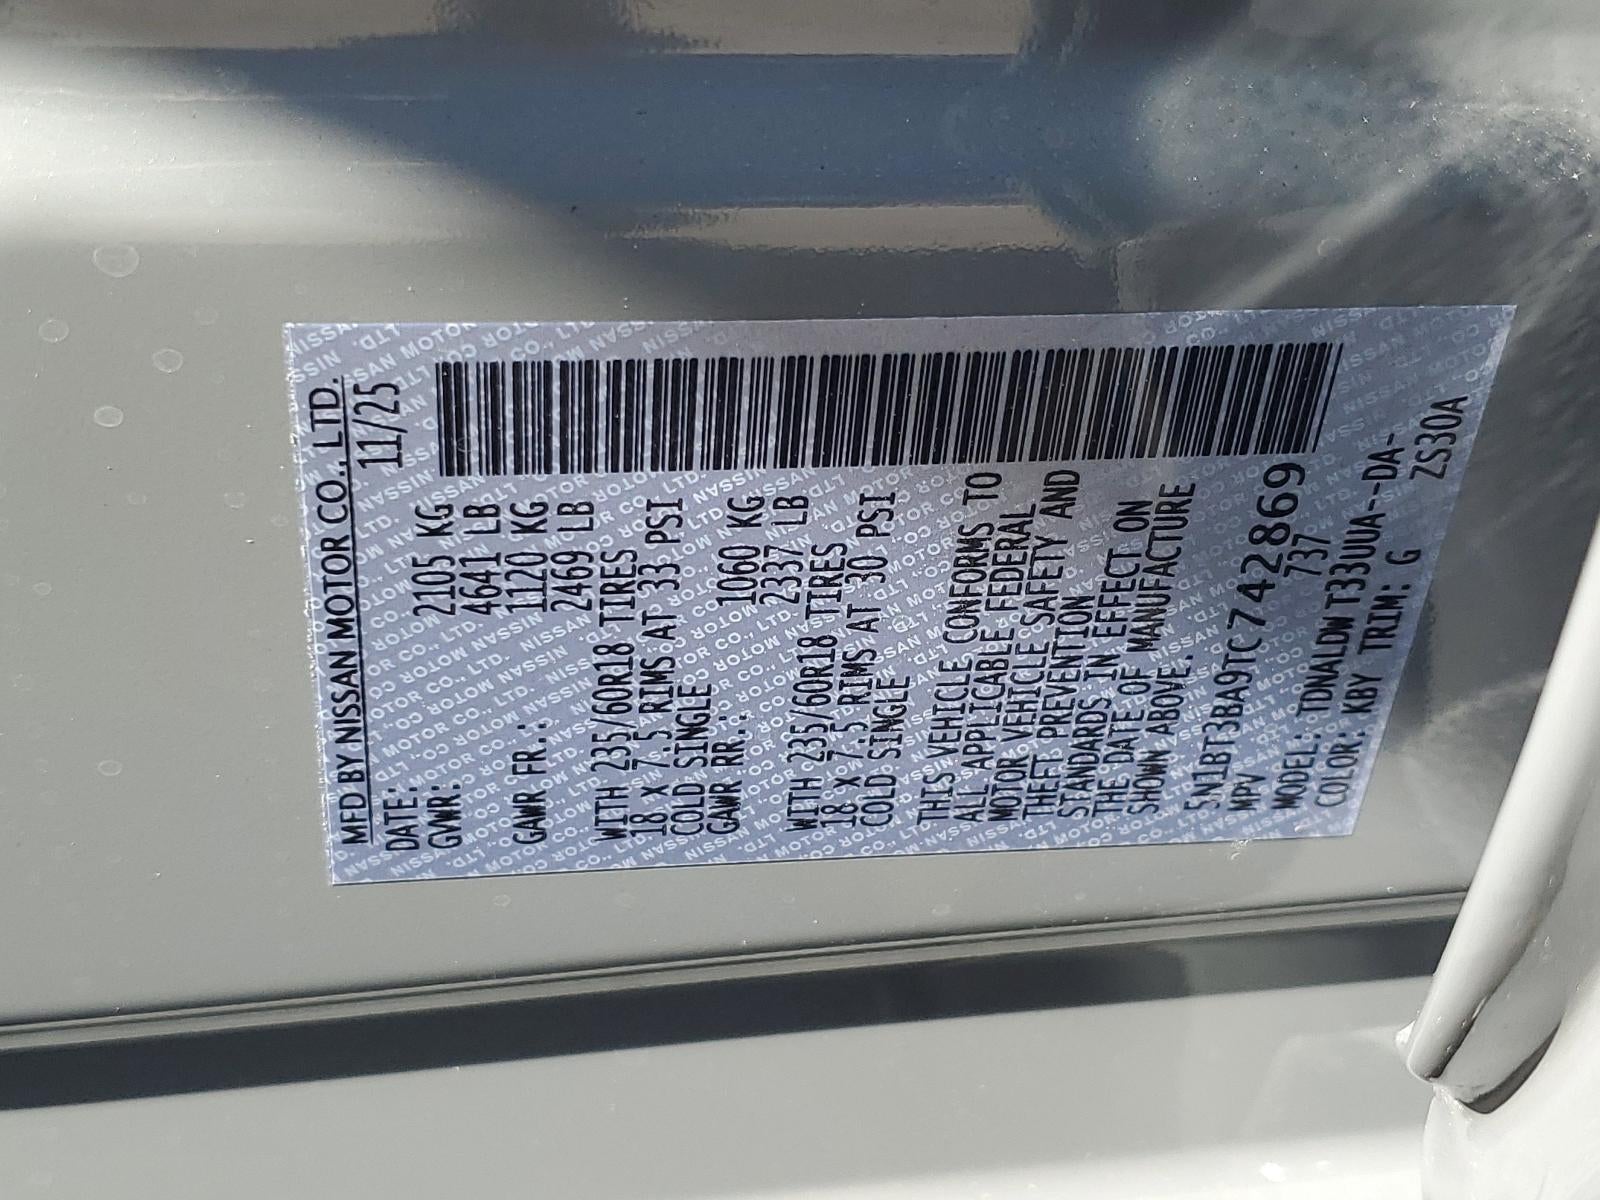 MFD BY NISSAN MOTOR CO., LTD.
DATE: 11/25
GVWR: 2105 KG
4641 LB
GAWR FR.: 1120 KG
2469 LB
WITH 235/60R18 TIRES
18 x 7.5 RIMS AT 33 PSI
COLD SINGLE
GAWR RR.: 1060 KG
2337 LB
WITH 235/60R18 TIRES
18 x 7.5 RIMS AT 30 PSI
COLD SINGLE
THIS VEHICLE CONFORMS TO
ALL APPLICABLE FEDERAL
MOTOR VEHICLE SAFETY AND
THEFT PREVENTION
STANDARDS IN EFFECT ON
THE DATE OF MANUFACTURE
SHOWN ABOVE.
5N1BT3BA9TC742869
MPV 737
MODEL: TDNALDWT33UUA--DA-
COLOR: KBY TRIM: G ZS30A